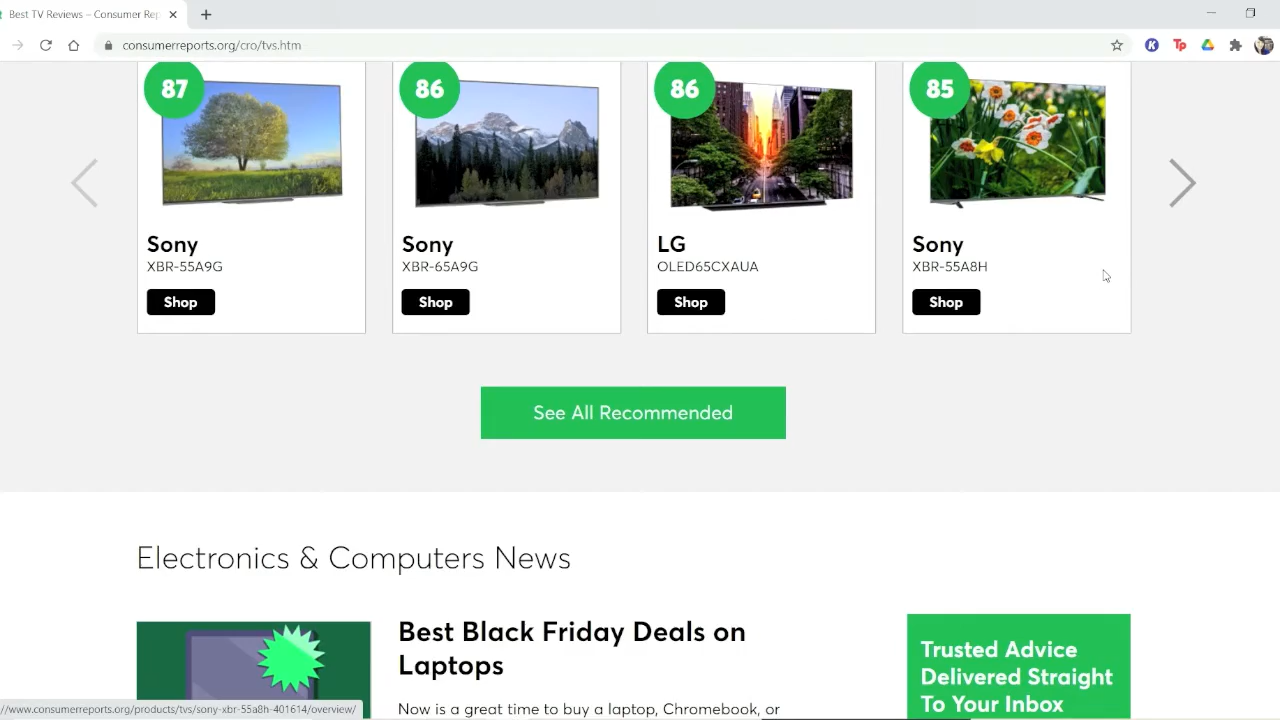 Best TV Reviews – Consumer Rep
consumerreports.org/cro/tvs.htm
K
Tp
87
86
86
85
Sony
XBR-55A9G
Shop
Sony
XBR-65A9G
Shop
LG
OLED65CXAUA
Shop
Sony
XBR-55A8H
Shop
See All Recommended
Electronics & Computers News
Best Black Friday Deals on
Laptops
Now is a great time to buy a laptop, Chromebook, or
Trusted Advice
Delivered Straight
To Your Inbox
//www.consumerreports.org/products/tvs/sony-xbr-55a8h-401614/overview/